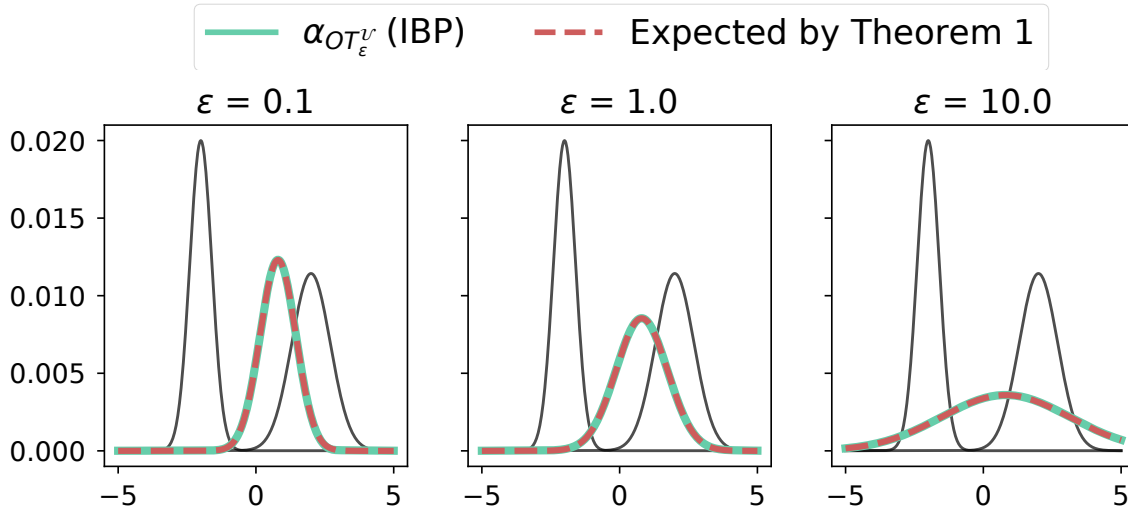 α_{OT_ε^𝒰} (IBP) Expected by Theorem 1
ε = 0.1 ε = 1.0 ε = 10.0
0.020
0.015
0.010
0.005
0.000
−5 0 5 −5 0 5 −5 0 5